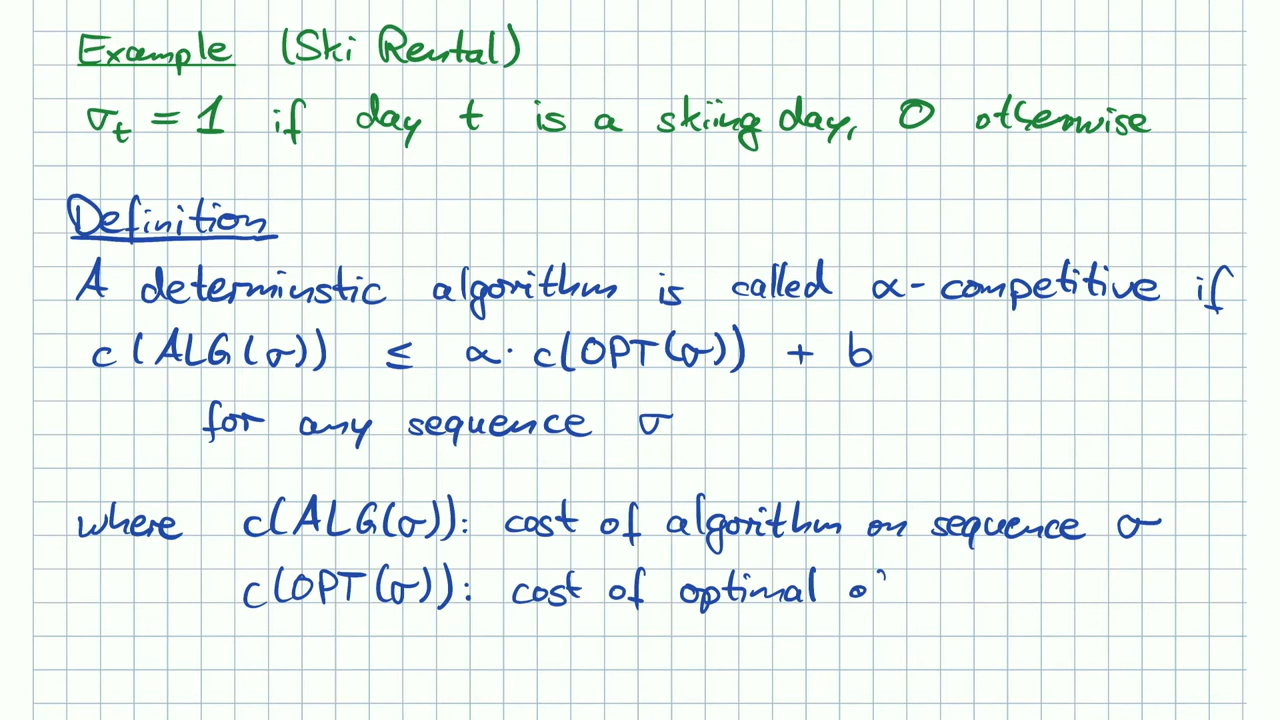 Example (Ski Rental)
σₜ = 1 if day t is a skiing day, 0 otherwise
Definition
A determinstic algorithm is called α-competitive if
c(ALG(σ)) ≤ α· c(OPT(σ)) + b
for any sequence σ
where c(ALG(σ)): cost of algorithm on sequence σ
c(OPT(σ)): cost of optimal